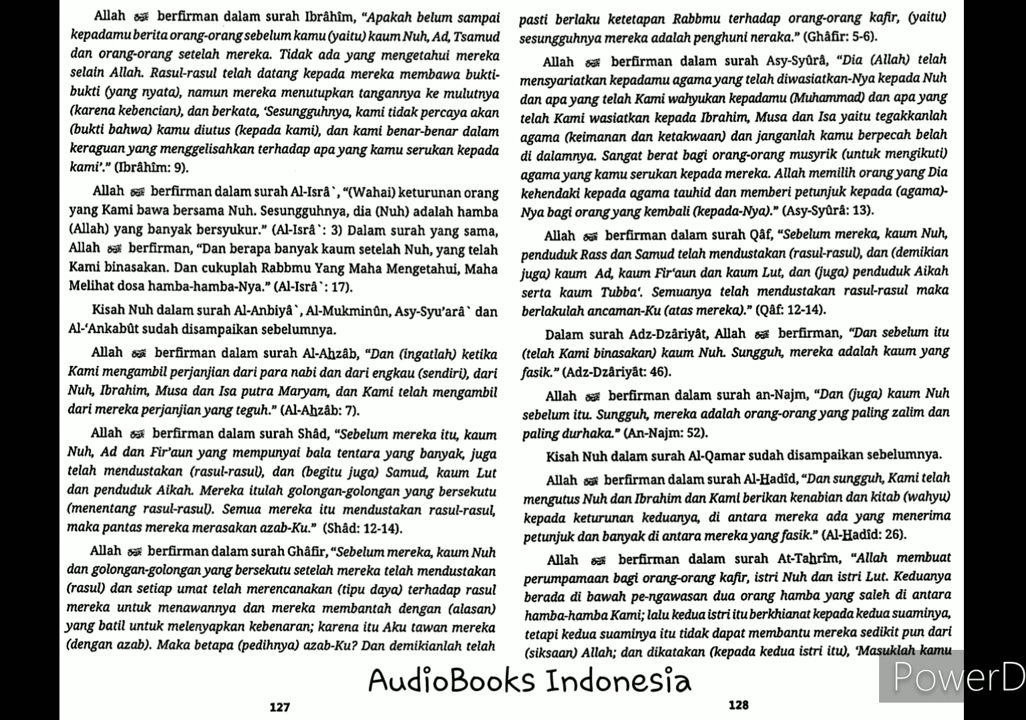 Allah ﷻ berfirman dalam surah Ibrâhîm, “Apakah belum sampai
kepadamu berita orang-orang sebelum kamu (yaitu) kaum Nuh, Ad, Tsamud
dan orang-orang setelah mereka. Tidak ada yang mengetahui mereka
selain Allah. Rasul-rasul telah datang kepada mereka membawa bukti-
bukti (yang nyata), namun mereka menutupkan tangannya ke mulutnya
(karena kebencian), dan berkata, ‘Sesungguhnya, kami tidak percaya akan
(bukti bahwa) kamu diutus (kepada kami), dan kami benar-benar dalam
keraguan yang menggelisahkan terhadap apa yang kamu serukan kepada
kami’.” (Ibrâhîm: 9).
Allah ﷻ berfirman dalam surah Al-Isrâ`, “(Wahai) keturunan orang
yang Kami bawa bersama Nuh. Sesungguhnya, dia (Nuh) adalah hamba
(Allah) yang banyak bersyukur.” (Al-Isrâ`: 3) Dalam surah yang sama,
Allah ﷻ berfirman, “Dan berapa banyak kaum setelah Nuh, yang telah
Kami binasakan. Dan cukuplah Rabbmu Yang Maha Mengetahui, Maha
Melihat dosa hamba-hamba-Nya.” (Al-Isrâ`: 17).
Kisah Nuh dalam surah Al-Anbiyâ`, Al-Mukminûn, Asy-Syu’arâ` dan
Al-‘Ankabût sudah disampaikan sebelumnya.
Allah ﷻ berfirman dalam surah Al-Ahzâb, “Dan (ingatlah) ketika
Kami mengambil perjanjian dari para nabi dan dari engkau (sendiri), dari
Nuh, Ibrahim, Musa dan Isa putra Maryam, dan Kami telah mengambil
dari mereka perjanjian yang teguh.” (Al-Ahzâb: 7).
Allah ﷻ berfirman dalam surah Shâd, “Sebelum mereka itu, kaum
Nuh, Ad dan Fir’aun yang mempunyai bala tentara yang banyak, juga
telah mendustakan (rasul-rasul), dan (begitu juga) Samud, kaum Lut
dan penduduk Aikah. Mereka itulah golongan-golongan yang bersekutu
(menentang rasul-rasul). Semua mereka itu mendustakan rasul-rasul,
maka pantas mereka merasakan azab-Ku.” (Shâd: 12-14).
Allah ﷻ berfirman dalam surah Ghâfir, “Sebelum mereka, kaum Nuh
dan golongan-golongan yang bersekutu setelah mereka telah mendustakan
(rasul) dan setiap umat telah merencanakan (tipu daya) terhadap rasul
mereka untuk menawannya dan mereka membantah dengan (alasan)
yang batil untuk melenyapkan kebenaran; karena itu Aku tawan mereka
(dengan azab). Maka betapa (pedihnya) azab-Ku? Dan demikianlah telah
127
pasti berlaku ketetapan Rabbmu terhadap orang-orang kafir, (yaitu)
sesungguhnya mereka adalah penghuni neraka.” (Ghâfir: 5-6).
Allah ﷻ berfirman dalam surah Asy-Syûrâ, “Dia (Allah) telah
mensyariatkan kepadamu agama yang telah diwasiatkan-Nya kepada Nuh
dan apa yang telah Kami wahyukan kepadamu (Muhammad) dan apa yang
telah Kami wasiatkan kepada Ibrahim, Musa dan Isa yaitu tegakkanlah
agama (keimanan dan ketakwaan) dan janganlah kamu berpecah belah
di dalamnya. Sangat berat bagi orang-orang musyrik (untuk mengikuti)
agama yang kamu serukan kepada mereka. Allah memilih orang yang Dia
kehendaki kepada agama tauhid dan memberi petunjuk kepada (agama)-
Nya bagi orang yang kembali (kepada-Nya).” (Asy-Syûrâ: 13).
Allah ﷻ berfirman dalam surah Qâf, “Sebelum mereka, kaum Nuh,
penduduk Rass dan Samud telah mendustakan (rasul-rasul), dan (demikian
juga) kaum Ad, kaum Fir‘aun dan kaum Lut, dan (juga) penduduk Aikah
serta kaum Tubba‘. Semuanya telah mendustakan rasul-rasul maka
berlakulah ancaman-Ku (atas mereka).” (Qâf: 12-14).
Dalam surah Adz-Dzâriyât, Allah ﷻ berfirman, “Dan sebelum itu
(telah Kami binasakan) kaum Nuh. Sungguh, mereka adalah kaum yang
fasik.” (Adz-Dzâriyât: 46).
Allah ﷻ berfirman dalam surah an-Najm, “Dan (juga) kaum Nuh
sebelum itu. Sungguh, mereka adalah orang-orang yang paling zalim dan
paling durhaka.” (An-Najm: 52).
Kisah Nuh dalam surah Al-Qamar sudah disampaikan sebelumnya.
Allah ﷻ berfirman dalam surah Al-Hadîd, “Dan sungguh, Kami telah
mengutus Nuh dan Ibrahim dan Kami berikan kenabian dan kitab (wahyu)
kepada keturunan keduanya, di antara mereka ada yang menerima
petunjuk dan banyak di antara mereka yang fasik.” (Al-Hadîd: 26).
Allah ﷻ berfirman dalam surah At-Tahrîm, “Allah membuat
perumpamaan bagi orang-orang kafir, istri Nuh dan istri Lut. Keduanya
berada di bawah pe-ngawasan dua orang hamba yang saleh di antara
hamba-hamba Kami; lalu kedua istri itu berkhianat kepada kedua suaminya,
tetapi kedua suaminya itu tidak dapat membantu mereka sedikit pun dari
(siksaan) Allah; dan dikatakan (kepada kedua istri itu), ‘Masuklah kamu
128
AudioBooks Indonesia
PowerD